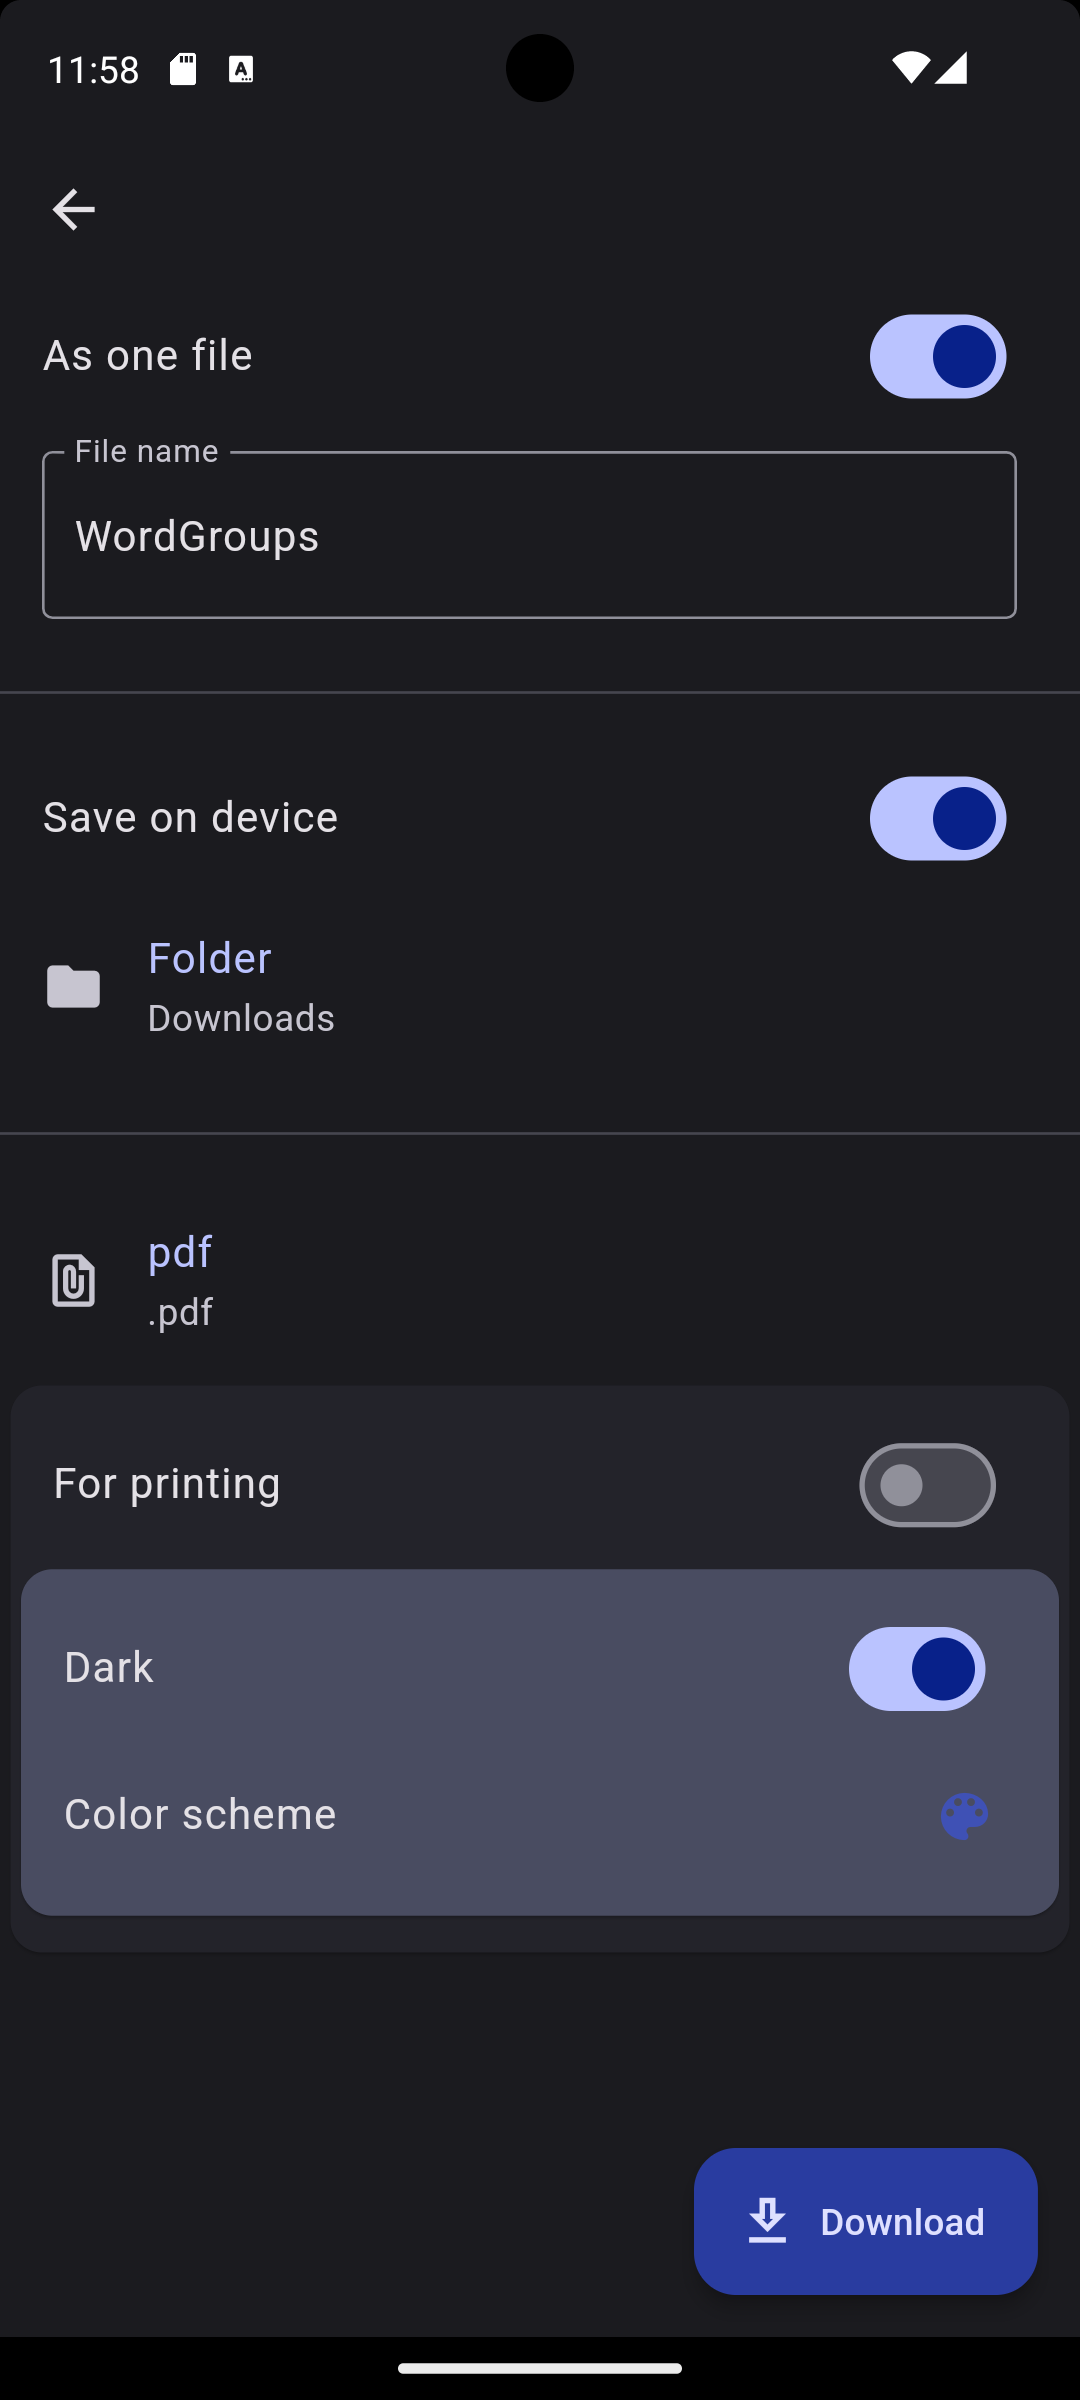 11:58
As one file
File name
WordGroups
Save on device
Folder
Downloads
pdf
.pdf
For printing
Dark
Color scheme
Download